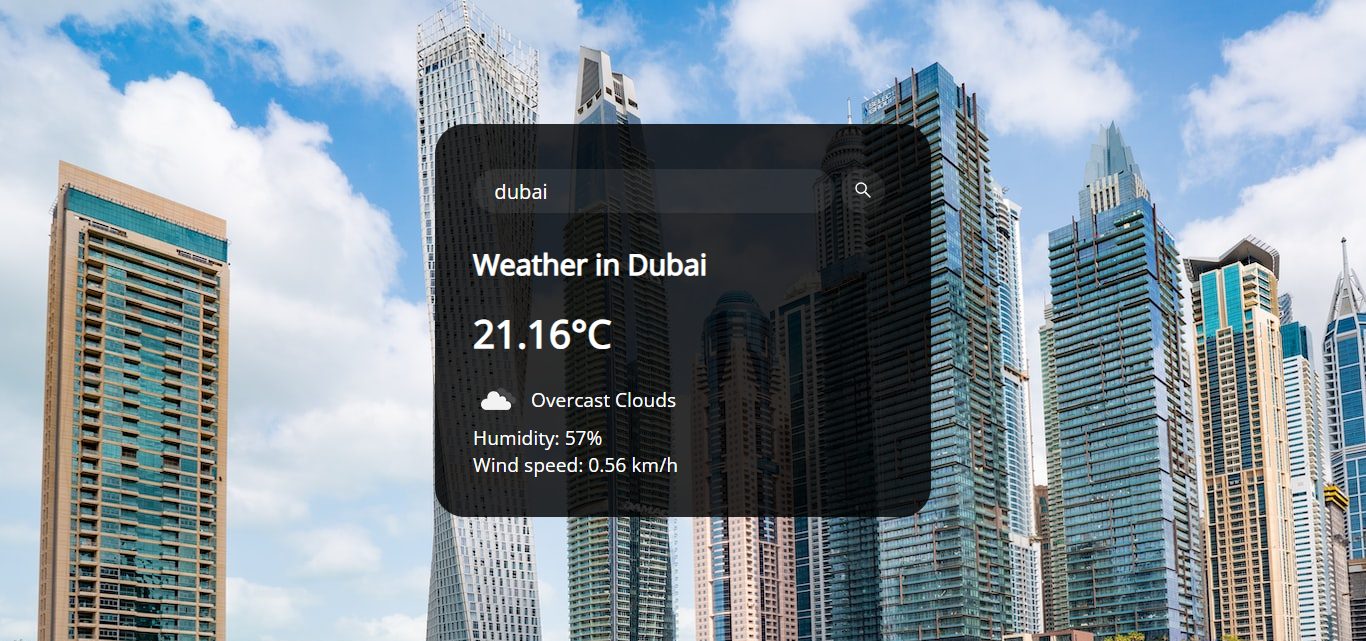 dubai
Weather in Dubai
21.16°C
Overcast Clouds
Humidity: 57%
Wind speed: 0.56 km/h